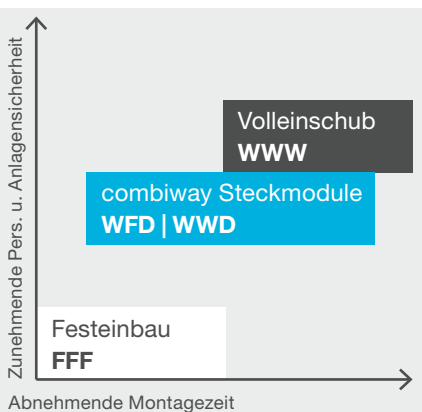 Zunehmende Pers. u. Anlagensicherheit
Volleinschub
WWW
combiway Steckmodule
WFD | WWD
Festeinbau
FFF
Abnehmende Montagezeit